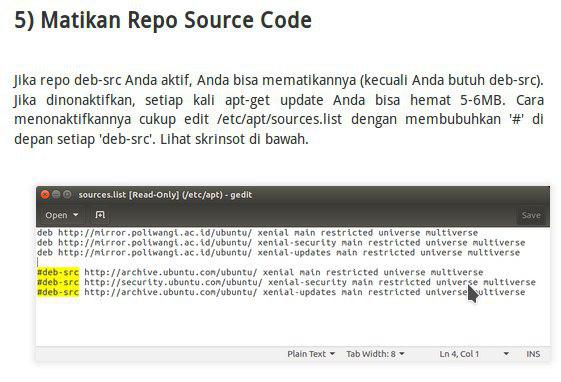 5) Matikan Repo Source Code
Jika repo deb-src Anda aktif, Anda bisa mematikannya (kecuali Anda butuh deb-src).
Jika dinonaktifkan, setiap kali apt-get update Anda bisa hemat 5-6MB. Cara
menonaktifkannya cukup edit /etc/apt/sources.list dengan membubuhkan '#' di
depan setiap 'deb-src'. Lihat skrinsot di bawah.
sources.list [Read-Only] (/etc/apt) - gedit
Open Save
deb http://mirror.poliwangi.ac.id/ubuntu/ xenial main restricted universe multiverse
deb http://mirror.poliwangi.ac.id/ubuntu/ xenial-security main restricted universe multiverse
deb http://mirror.poliwangi.ac.id/ubuntu/ xenial-updates main restricted universe multiverse
#deb-src http://archive.ubuntu.com/ubuntu/ xenial main restricted universe multiverse
#deb-src http://security.ubuntu.com/ubuntu/ xenial-security main restricted universe multiverse
#deb-src http://archive.ubuntu.com/ubuntu/ xenial-updates main restricted universe multiverse
Plain Text Tab Width: 8 Ln 4, Col 1 INS